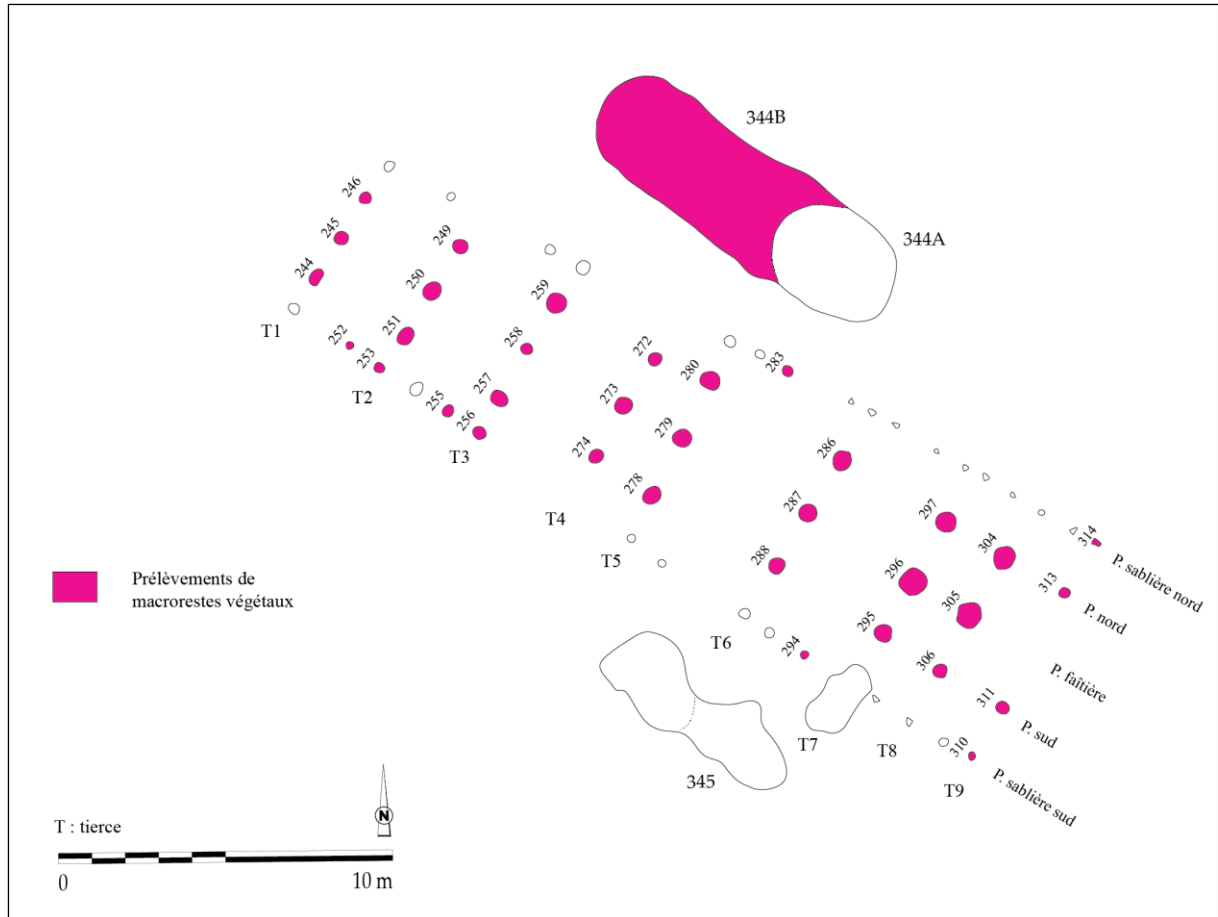 344B
344A
246
245
244
T1
249
250
251
252
253
T2
259
258
257
255
256
T3
272
273
274
T4
280
279
278
T5
283
286
287
288
T6
297
296
295
294
T7
304
305
306
T8
314
313
311
310
T9
P. sablière nord
P. nord
P. faîtière
P. sud
P. sablière sud
345
Prélèvements de
macrorestes végétaux
N
T : tierce
0
10 m